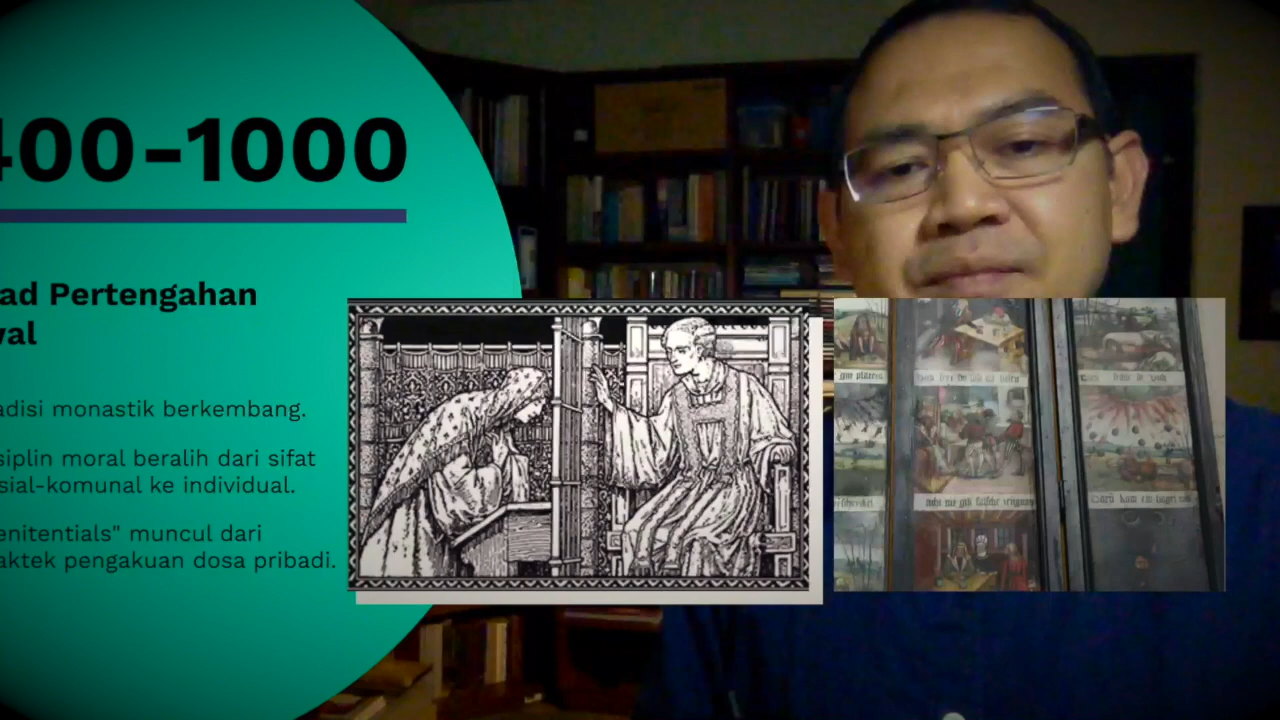 400-1000
ad Pertengahan
wal
adisi monastik berkembang.
siplin moral beralih dari sifat
sial-komunal ke individual.
enitentials" muncul dari
aktek pengakuan dosa pribadi.